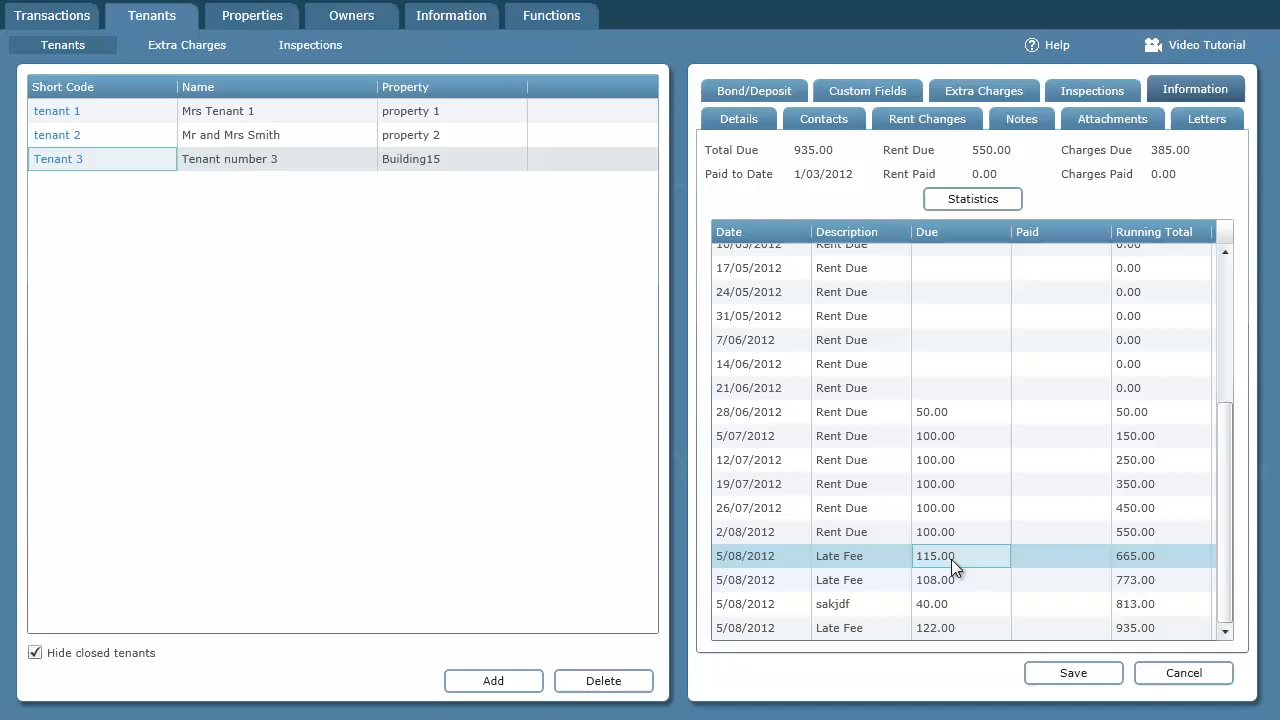 Transactions Tenants Properties Owners Information Functions
Tenants Extra Charges Inspections Help Video Tutorial
Short Code Name Property
tenant 1 Mrs Tenant 1 property 1
tenant 2 Mr and Mrs Smith property 2
Tenant 3 Tenant number 3 Building15
Hide closed tenants
Add Delete
Bond/Deposit Custom Fields Extra Charges Inspections Information
Details Contacts Rent Changes Notes Attachments Letters
Total Due 935.00 Rent Due 550.00 Charges Due 385.00
Paid to Date 1/03/2012 Rent Paid 0.00 Charges Paid 0.00
Statistics
Date Description Due Paid Running Total
10/05/2012 Rent Due 0.00
17/05/2012 Rent Due 0.00
24/05/2012 Rent Due 0.00
31/05/2012 Rent Due 0.00
7/06/2012 Rent Due 0.00
14/06/2012 Rent Due 0.00
21/06/2012 Rent Due 0.00
28/06/2012 Rent Due 50.00 50.00
5/07/2012 Rent Due 100.00 150.00
12/07/2012 Rent Due 100.00 250.00
19/07/2012 Rent Due 100.00 350.00
26/07/2012 Rent Due 100.00 450.00
2/08/2012 Rent Due 100.00 550.00
5/08/2012 Late Fee 115.00 665.00
5/08/2012 Late Fee 108.00 773.00
5/08/2012 sakjdf 40.00 813.00
5/08/2012 Late Fee 122.00 935.00
Save Cancel